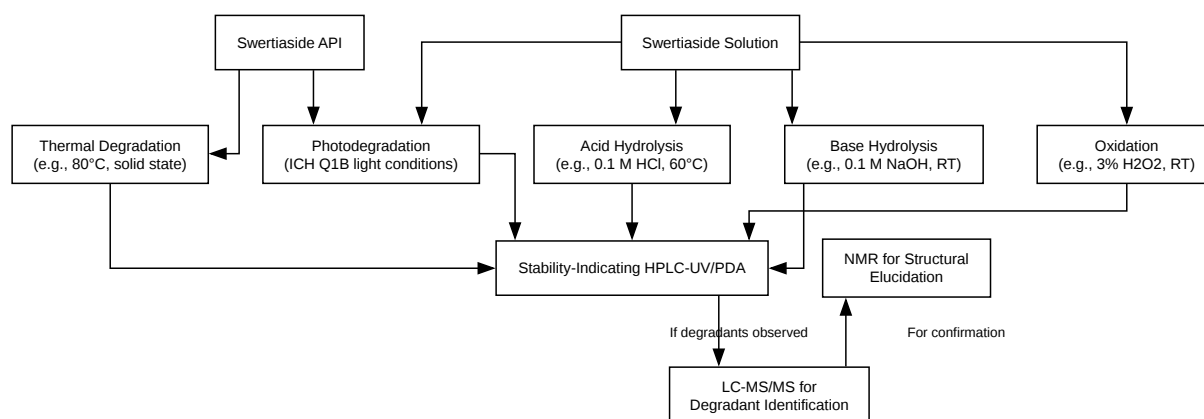 Swertiaside API
Swertiaside Solution
Thermal Degradation
(e.g., 80°C, solid state)
Photodegradation
(ICH Q1B light conditions)
Acid Hydrolysis
(e.g., 0.1 M HCl, 60°C)
Base Hydrolysis
(e.g., 0.1 M NaOH, RT)
Oxidation
(e.g., 3% H2O2, RT)
Stability-Indicating HPLC-UV/PDA
NMR for Structural
Elucidation
If degradants observed
For confirmation
LC-MS/MS for
Degradant Identification